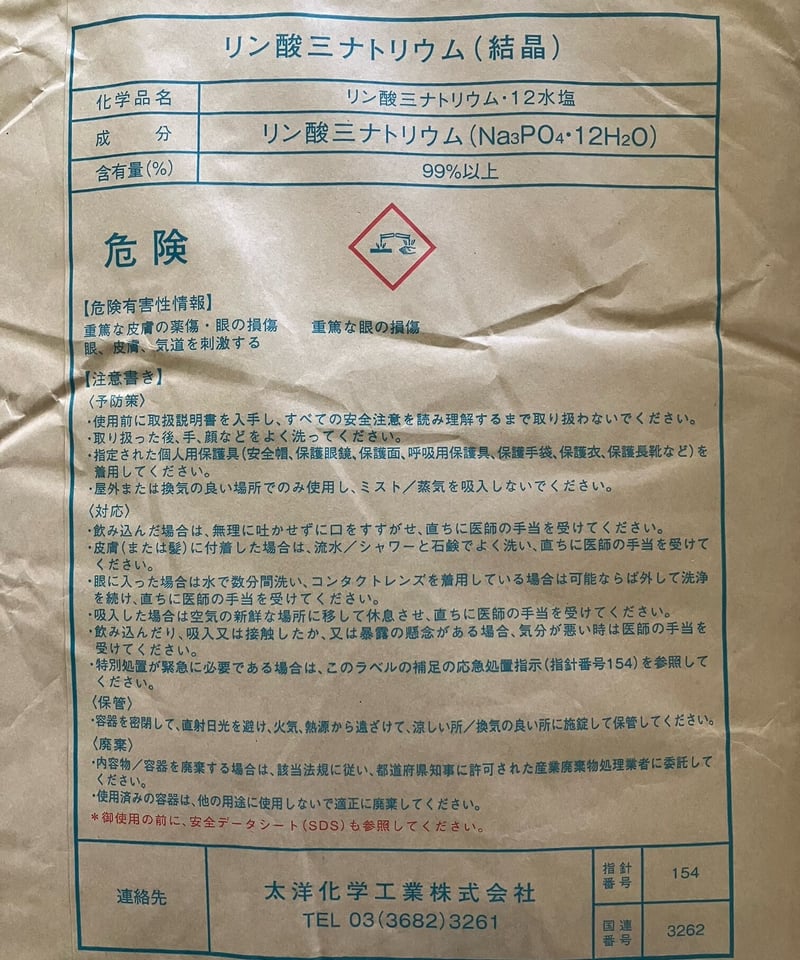 リン酸三ナトリウム(結晶)
化学品名 リン酸三ナトリウム・12水塩
成分 リン酸三ナトリウム(Na₃PO₄・12H₂O)
含有量(%) 99%以上
危険
【危険有害性情報】
重篤な皮膚の薬傷・眼の損傷 重篤な眼の損傷
眼、皮膚、気道を刺激する
【注意書き】
〈予防策〉
・使用前に取扱説明書を入手し、すべての安全注意を読み理解するまで取り扱わないでください。
・取り扱った後、手、顔などをよく洗ってください。
・指定された個人用保護具(安全帽、保護眼鏡、保護面、呼吸用保護具、保護手袋、保護衣、保護長靴など)を
着用してください。
・屋外または換気の良い場所でのみ使用し、ミスト/蒸気を吸入しないでください。
〈対応〉
・飲み込んだ場合は、無理に吐かせずに口をすすがせ、直ちに医師の手当を受けてください。
・皮膚(または髪)に付着した場合は、流水/シャワーと石鹸でよく洗い、直ちに医師の手当を受けて
ください。
・眼に入った場合は水で数分間洗い、コンタクトレンズを着用している場合は可能ならば外して洗浄
を続け、直ちに医師の手当を受けてください。
・吸入した場合は空気の新鮮な場所に移して休息させ、直ちに医師の手当を受けてください。
・飲み込んだり、吸入又は接触したか、又は暴露の懸念がある場合、気分が悪い時は医師の手当を
受けてください。
・特別処置が緊急に必要である場合は、このラベルの補足の応急処置指示(指針番号154)を参照して
ください。
〈保管〉
・容器を密閉して、直射日光を避け、火気、熱源から遠ざけて、涼しい所/換気の良い所に施錠して保管してください。
〈廃棄〉
・内容物/容器を廃棄する場合は、該当法規に従い、都道府県知事に許可された産業廃棄物処理業者に委託して
ください。
・使用済みの容器は、他の用途に使用しないで適正に廃棄してください。
*御使用の前に、安全データシート(SDS)も参照してください。
連絡先 太洋化学工業株式会社
TEL 03(3682)3261
指針番号 154
国連番号 3262